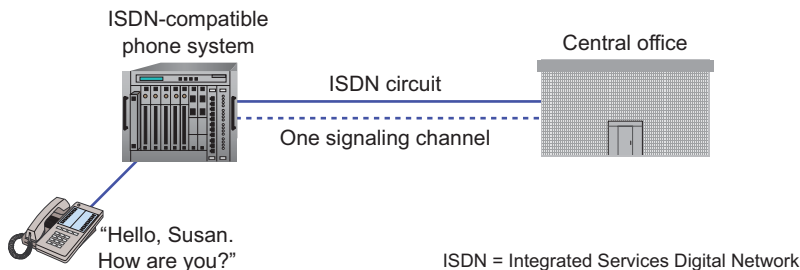 ISDN-compatible
phone system
Central office
ISDN circuit
One signaling channel
“Hello, Susan.
How are you?”
ISDN = Integrated Services Digital Network